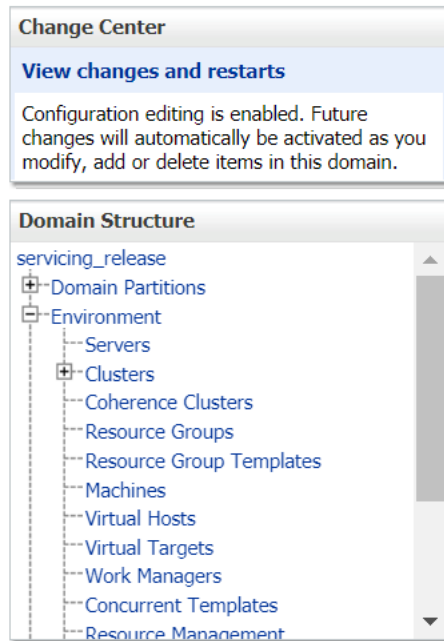 Change Center
View changes and restarts
Configuration editing is enabled. Future
changes will automatically be activated as you
modify, add or delete items in this domain.
Domain Structure
servicing_release
Domain Partitions
Environment
Servers
Clusters
Coherence Clusters
Resource Groups
Resource Group Templates
Machines
Virtual Hosts
Virtual Targets
Work Managers
Concurrent Templates
Resource Management